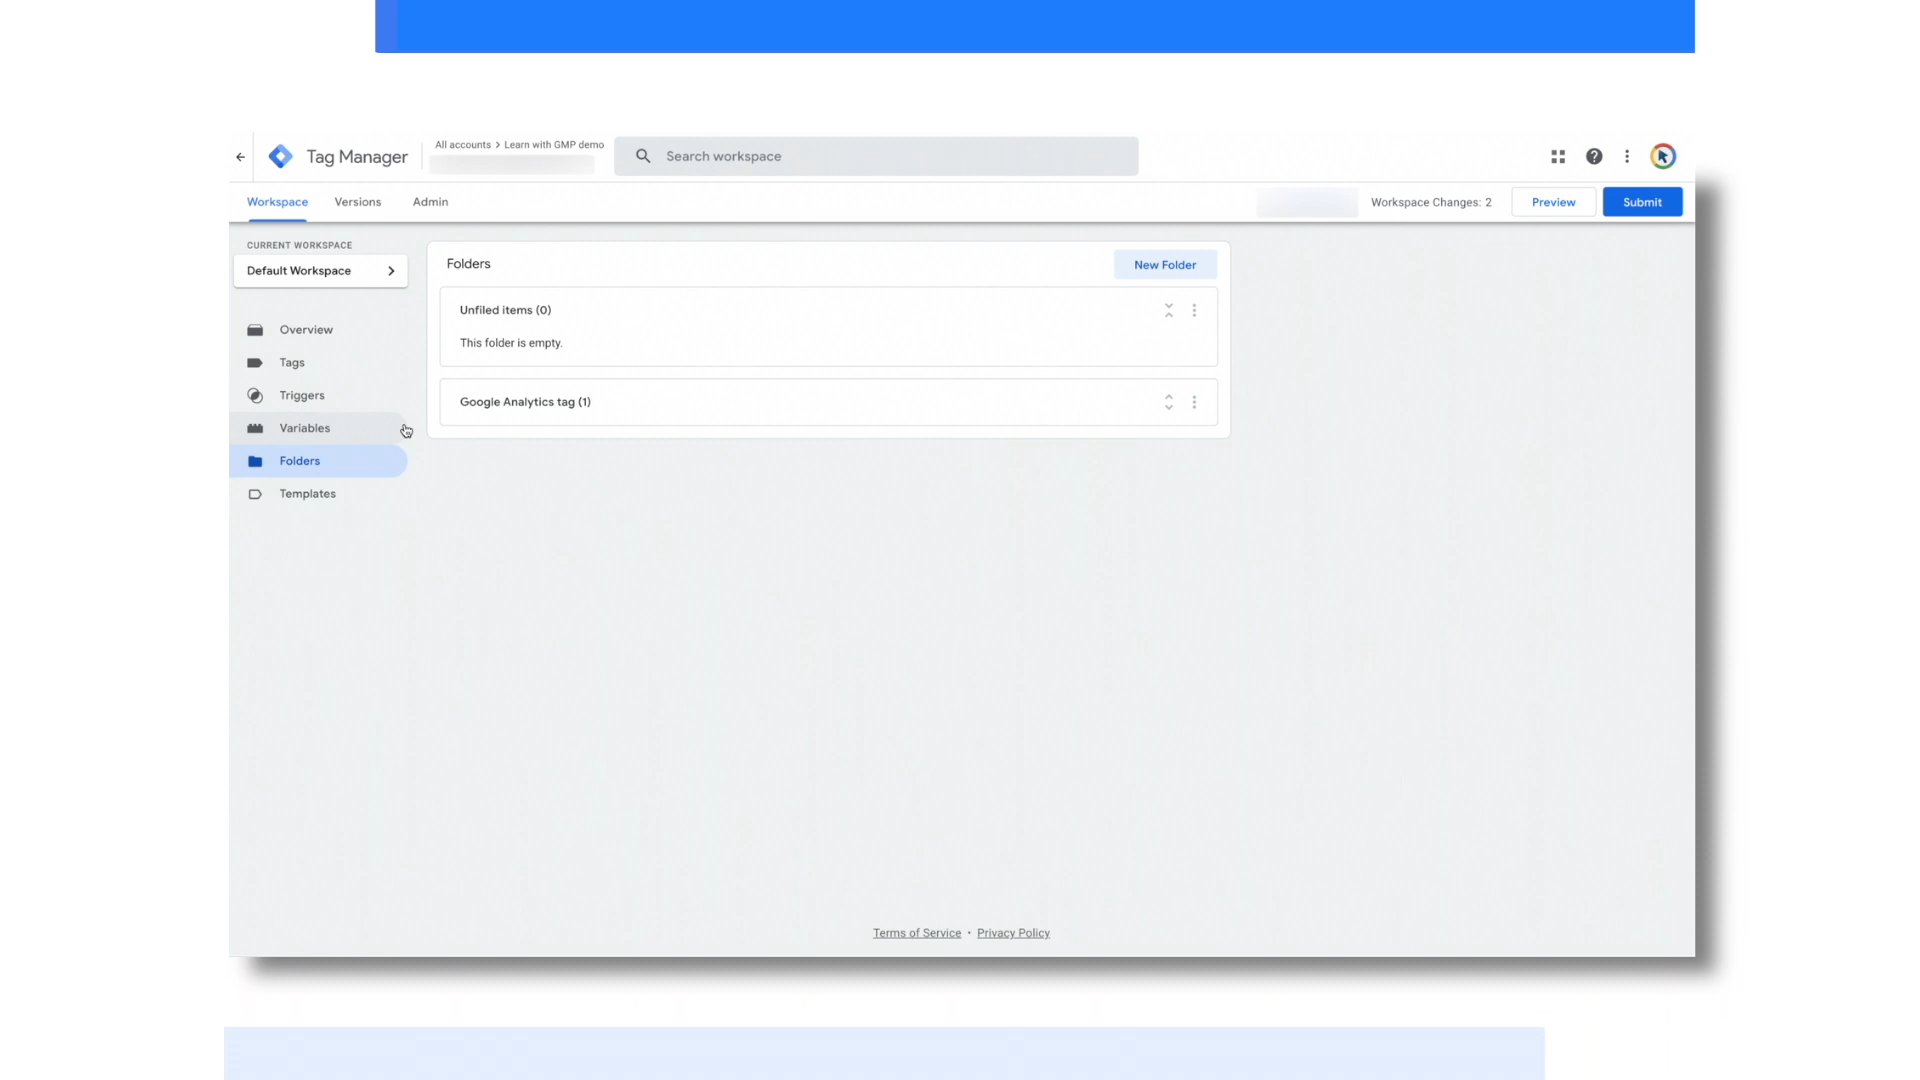 Tag Manager
All accounts > Learn with GMP demo
Search workspace
Workspace Versions Admin
Workspace Changes: 2 Preview Submit
CURRENT WORKSPACE
Default Workspace
Overview
Tags
Triggers
Variables
Folders
Templates
Folders New Folder
Unfiled items (0)
This folder is empty.
Google Analytics tag (1)
Terms of Service • Privacy Policy